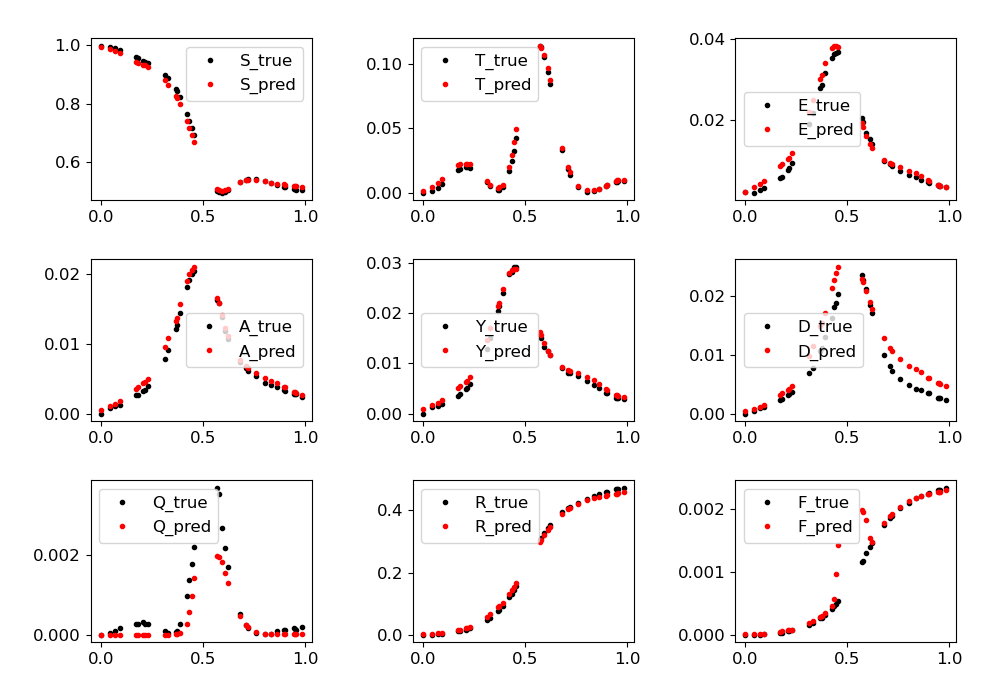 1.0
0.8
0.6
S_true
S_pred
0.0 0.5 1.0
0.10
0.05
0.00
T_true
T_pred
0.0 0.5 1.0
0.04
0.02
E_true
E_pred
0.0 0.5 1.0
0.02
0.01
0.00
A_true
A_pred
0.0 0.5 1.0
0.03
0.02
0.01
0.00
Y_true
Y_pred
0.0 0.5 1.0
0.02
0.01
0.00
D_true
D_pred
0.0 0.5 1.0
0.002
0.000
Q_true
Q_pred
0.0 0.5 1.0
0.4
0.2
0.0
R_true
R_pred
0.0 0.5 1.0
0.002
0.001
0.000
F_true
F_pred
0.0 0.5 1.0